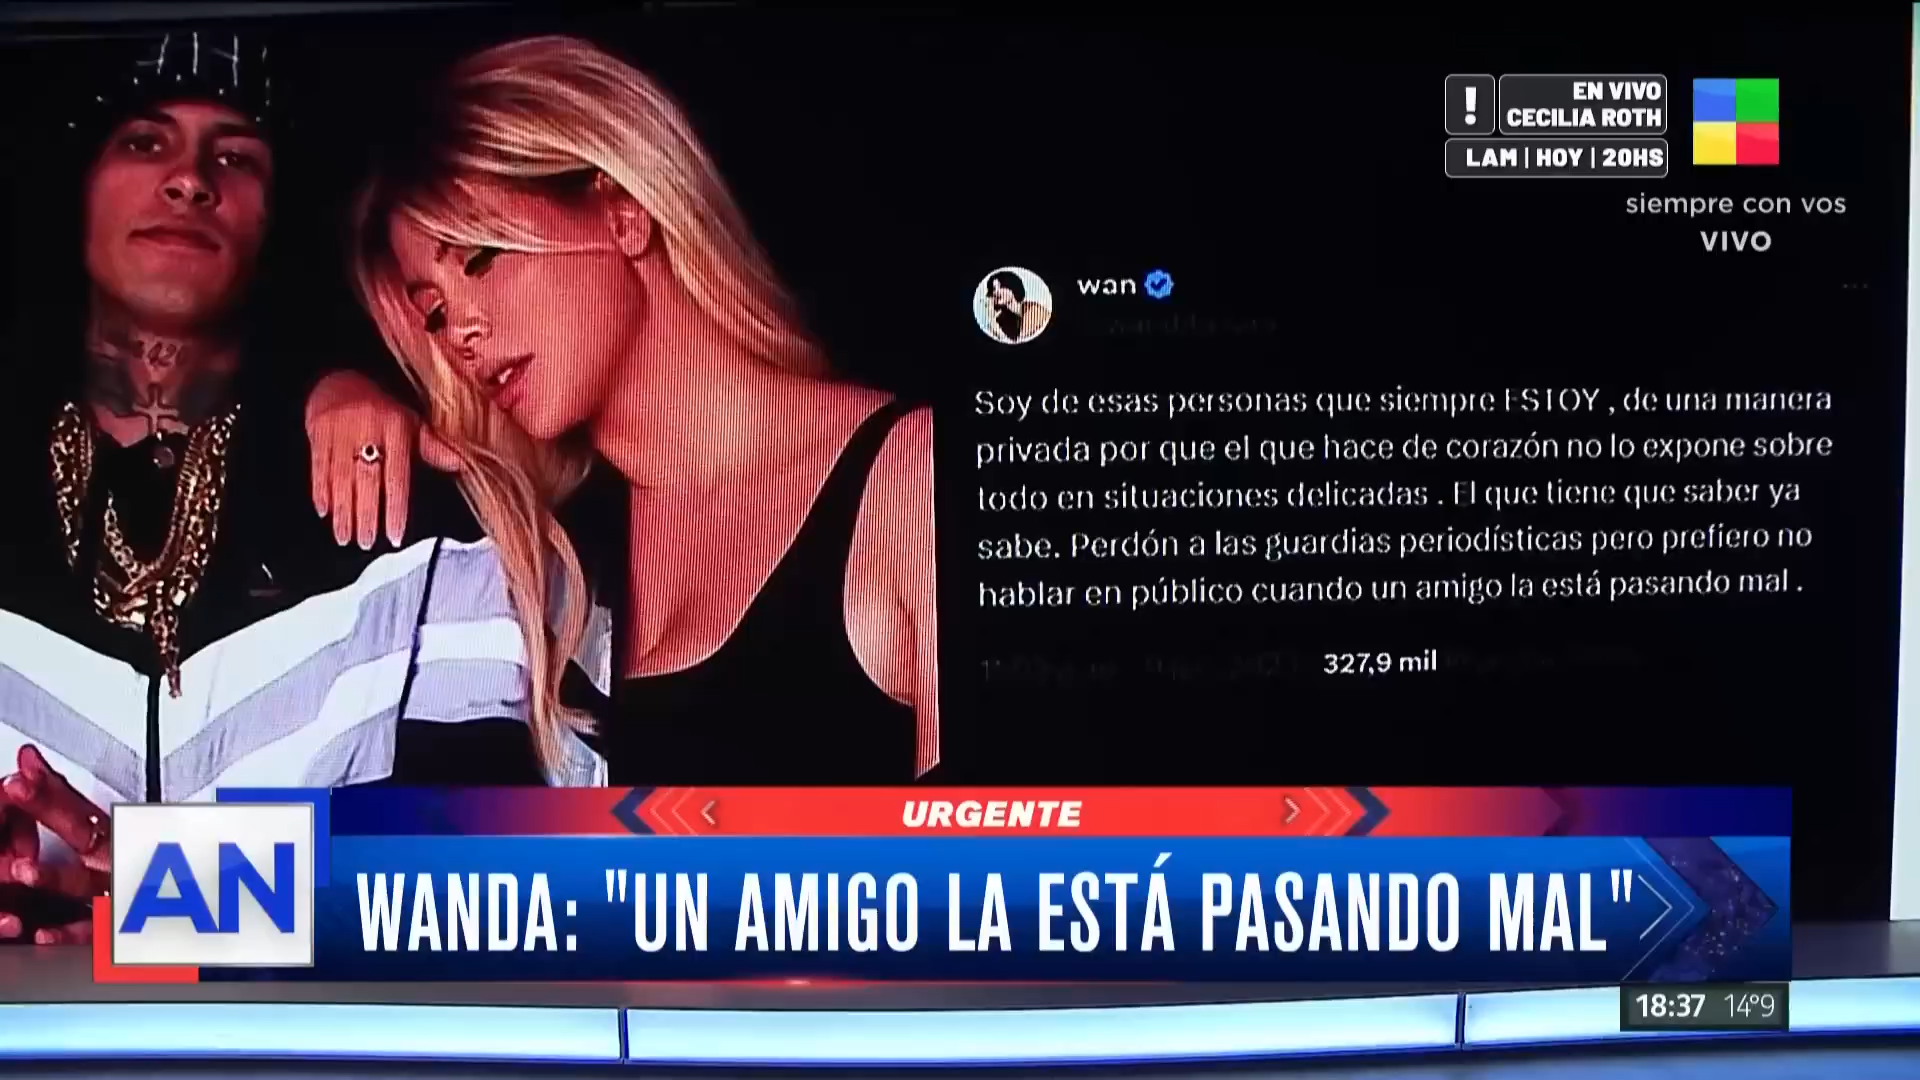 EN VIVO
CECILIA ROTH
LAM | HOY | 20HS
siempre con vos
VIVO
wan
Soy de esas personas que siempre ESTOY , de una manera
privada por que el que hace de corazón no lo expone sobre
todo en situaciones delicadas . El que tiene que saber ya
sabe. Perdón a las guardias periodísticas pero prefiero no
hablar en público cuando un amigo la está pasando mal .
327,9 mil
420
URGENTE
AN
WANDA: "UN AMIGO LA ESTÁ PASANDO MAL"
18:37 14°9